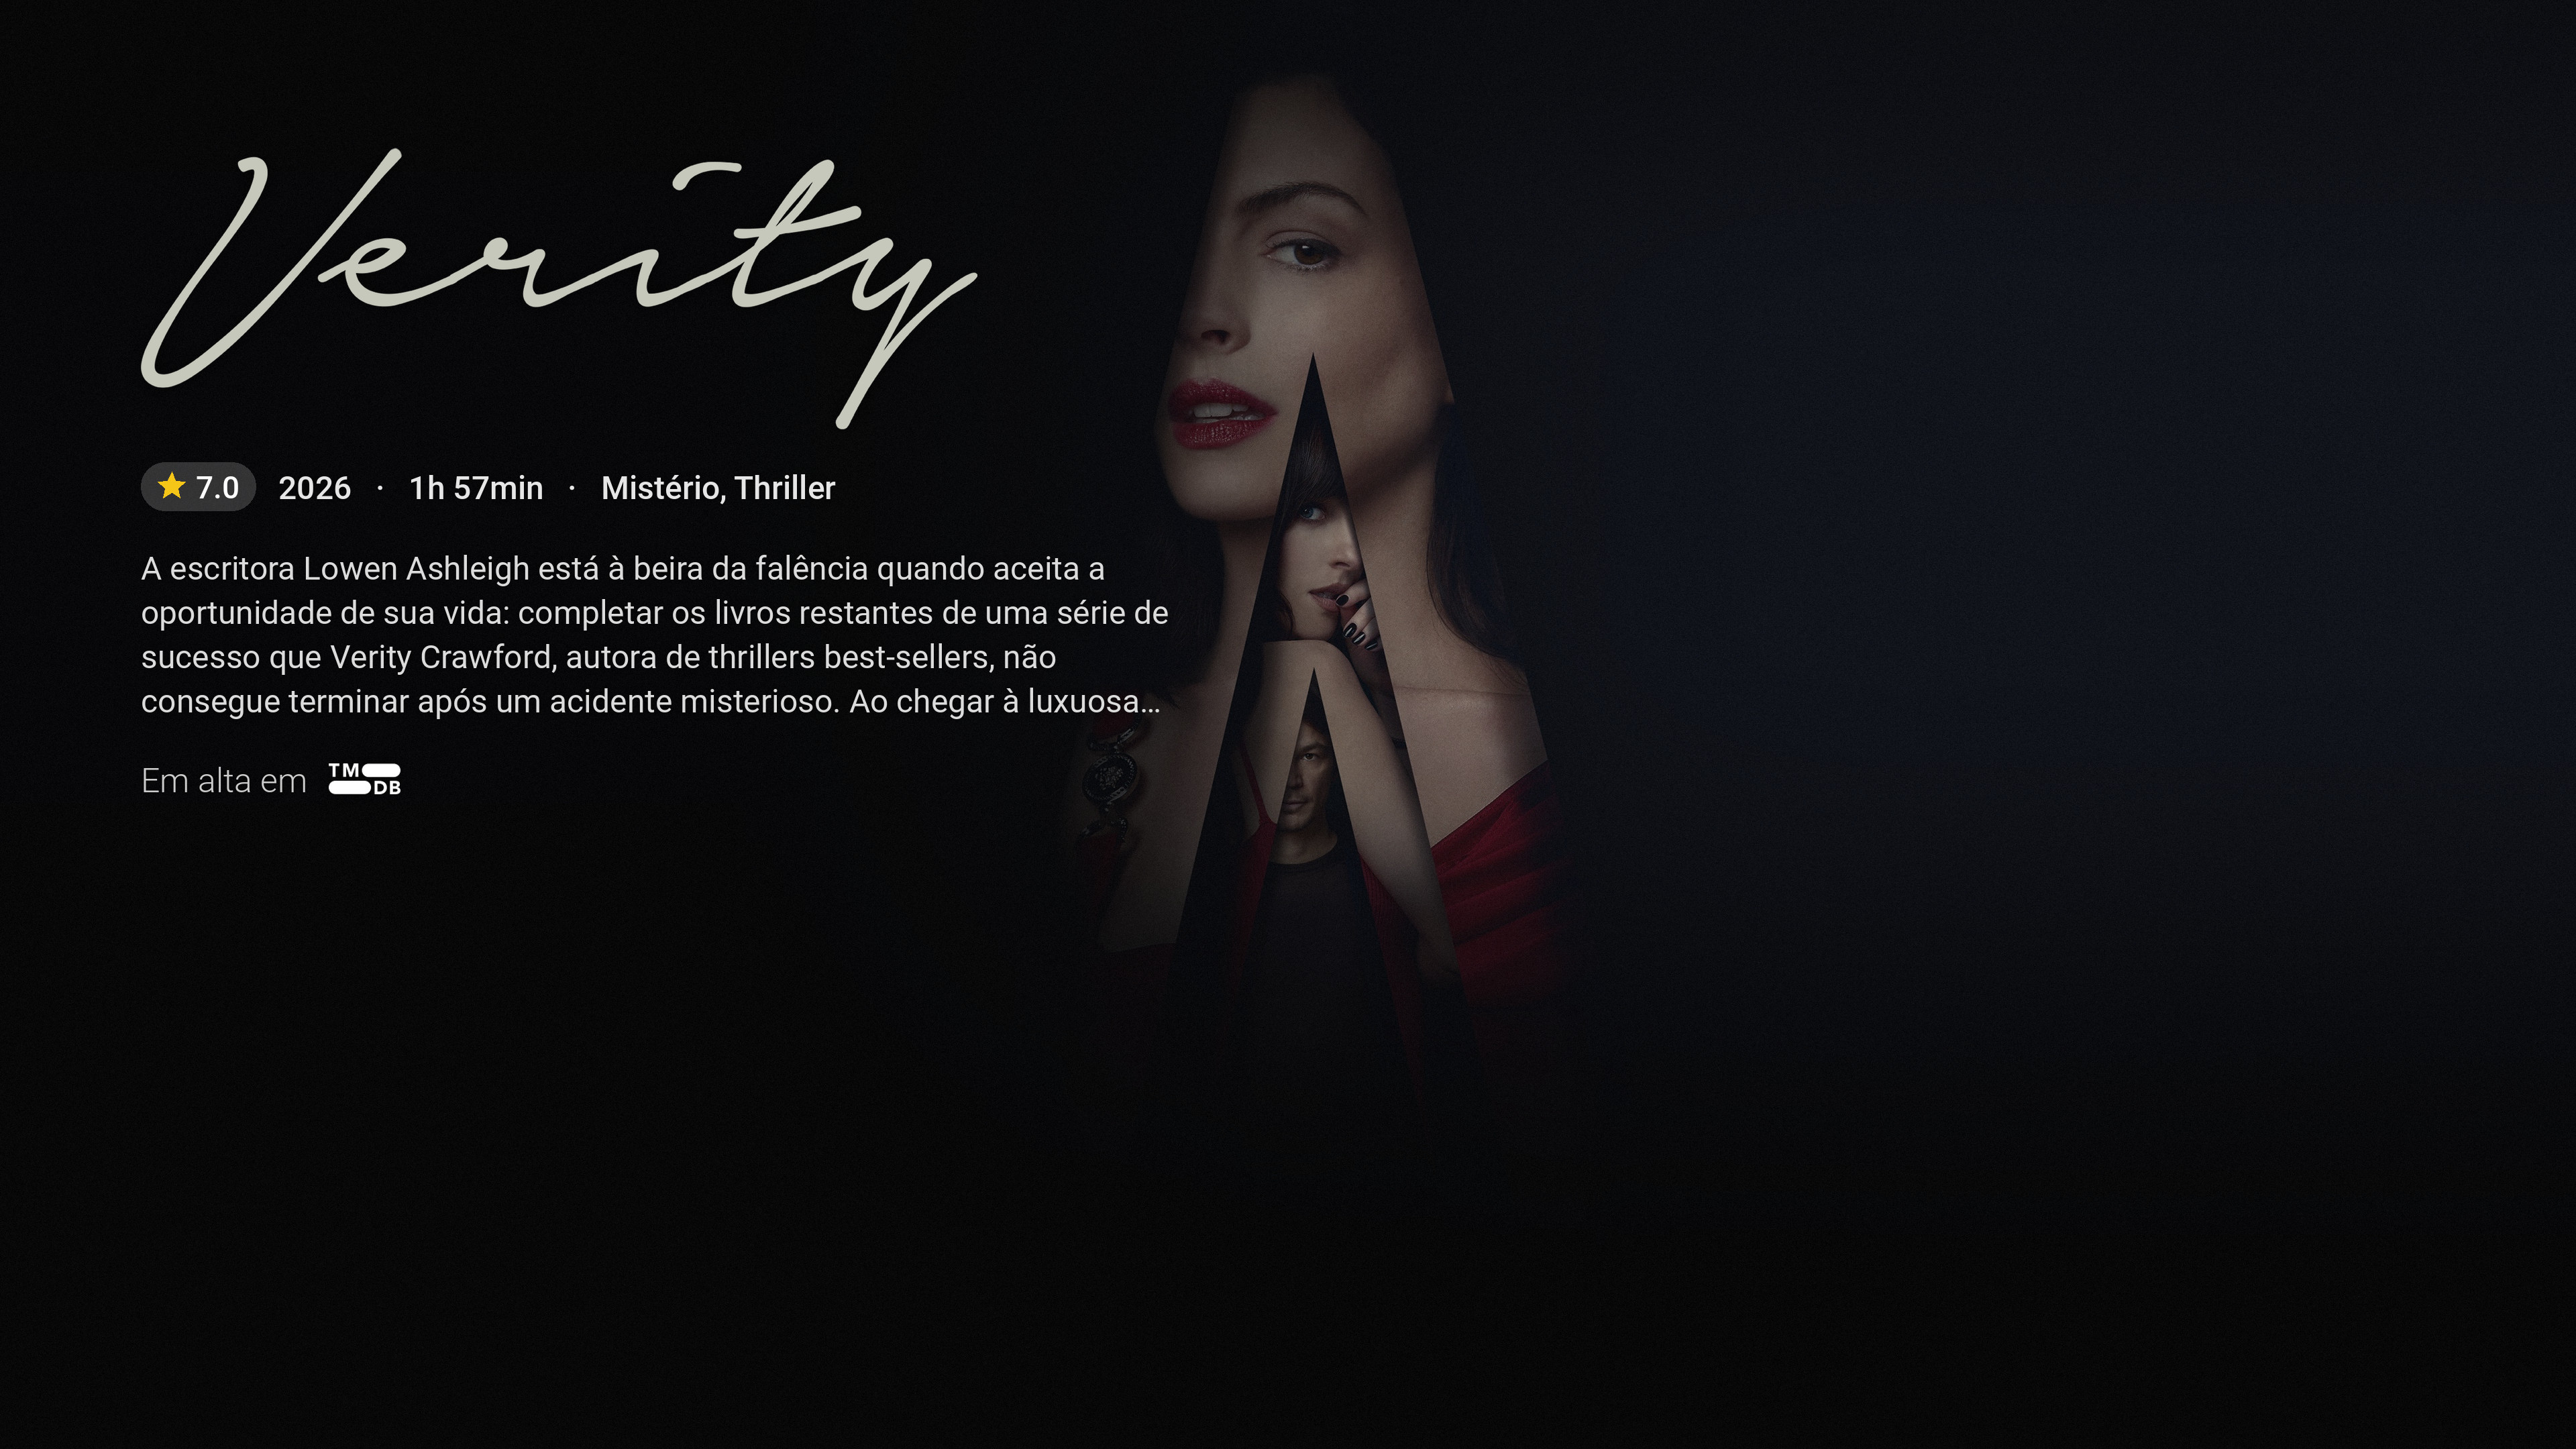 Verity
7.0 2026 · 1h 57min · Mistério, Thriller
A escritora Lowen Ashleigh está à beira da falência quando aceita a
oportunidade de sua vida: completar os livros restantes de uma série de
sucesso que Verity Crawford, autora de thrillers best-sellers, não
consegue terminar após um acidente misterioso. Ao chegar à luxuosa...
Em alta em TMDB